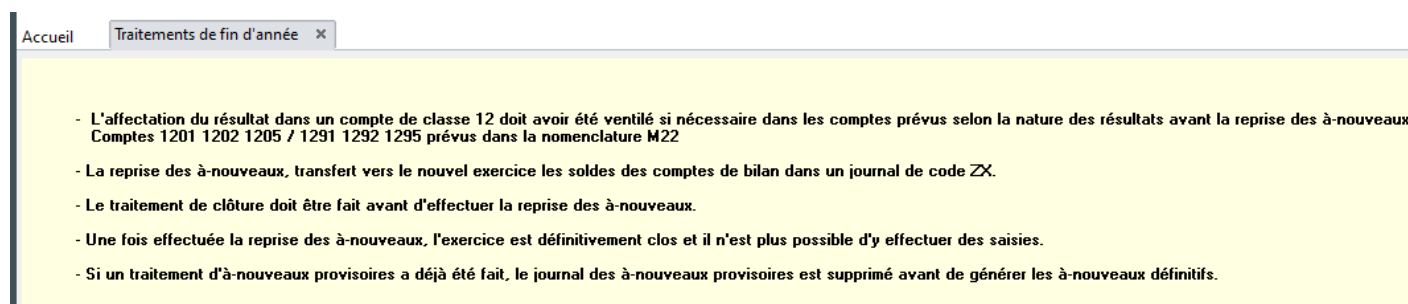 Accueil
Traitements de fin d'année ×
- L'affectation du résultat dans un compte de classe 12 doit avoir été ventilé si nécessaire dans les comptes prévus selon la nature des résultats avant la reprise des à-nouveaux
Comptes 1201 1202 1205 / 1291 1292 1295 prévus dans la nomenclature M22
- La reprise des à-nouveaux, transfert vers le nouvel exercice les soldes des comptes de bilan dans un journal de code ZX.
- Le traitement de clôture doit être fait avant d'effectuer la reprise des à-nouveaux.
- Une fois effectuée la reprise des à-nouveaux, l'exercice est définitivement clos et il n'est plus possible d'y effectuer des saisies.
- Si un traitement d'à-nouveaux provisoires a déjà été fait, le journal des à-nouveaux provisoires est supprimé avant de générer les à-nouveaux définitifs.